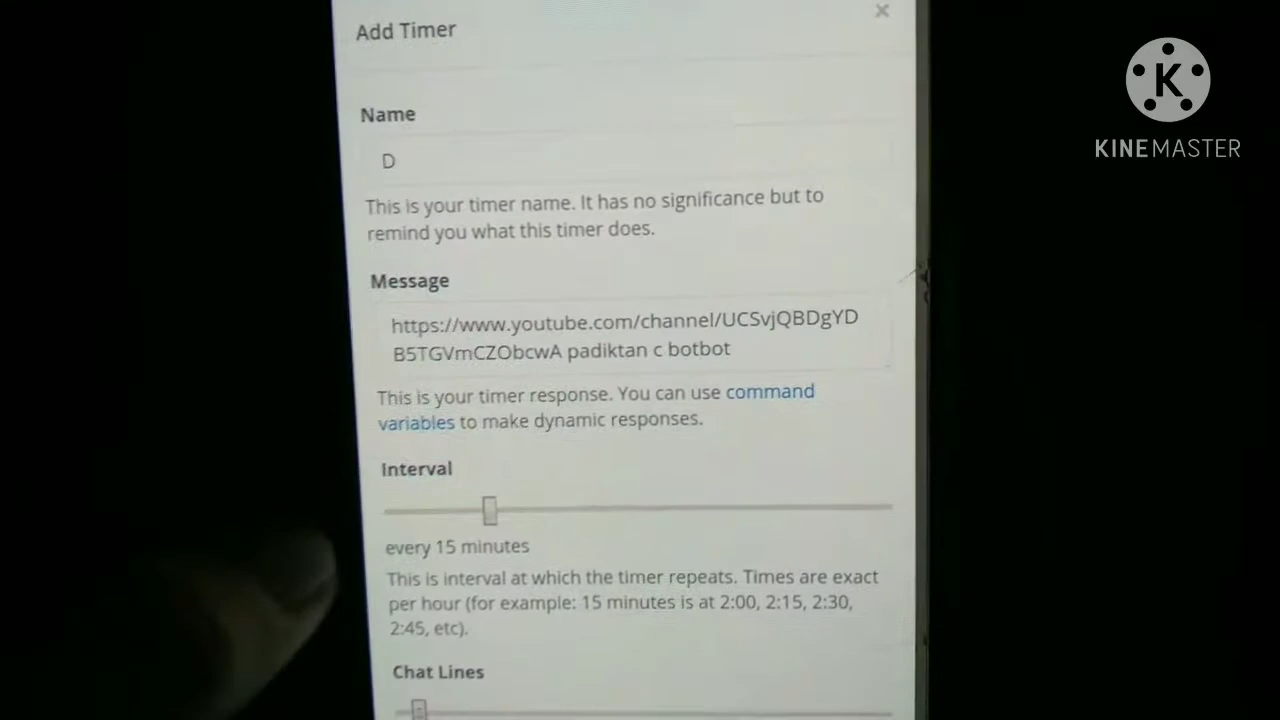 Add Timer
×
K
KINEMASTER
Name
D
This is your timer name. It has no significance but to
remind you what this timer does.
Message
https://www.youtube.com/channel/UCSvjQBDgYD
B5TGVmCZObcwA padiktan c botbot
This is your timer response. You can use command
variables to make dynamic responses.
Interval
every 15 minutes
This is interval at which the timer repeats. Times are exact
per hour (for example: 15 minutes is at 2:00, 2:15, 2:30,
2:45, etc).
Chat Lines